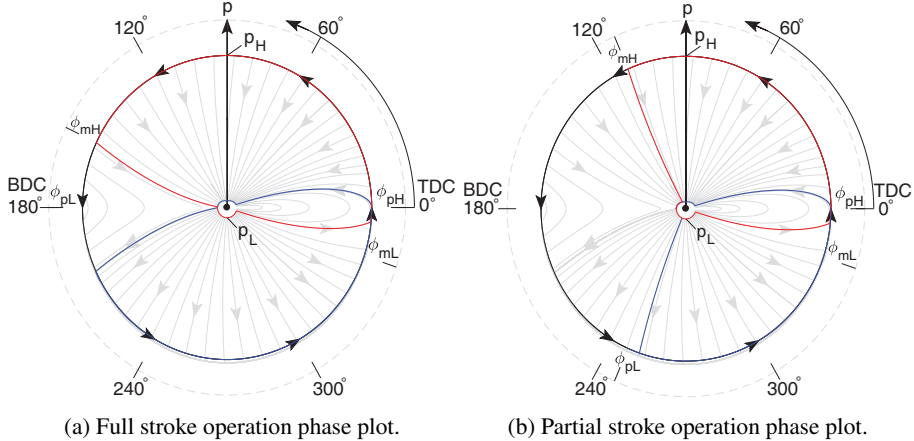 p
120°
60°
p_H
ϕ_mH
BDC ϕ_pL
180°
ϕ_pH TDC
0°
p_L
ϕ_mL
240°
300°
(a) Full stroke operation phase plot.
p
120°
60°
ϕ_mH
p_H
BDC
180°
ϕ_pH TDC
0°
p_L
ϕ_mL
ϕ_pL
240°
300°
(b) Partial stroke operation phase plot.